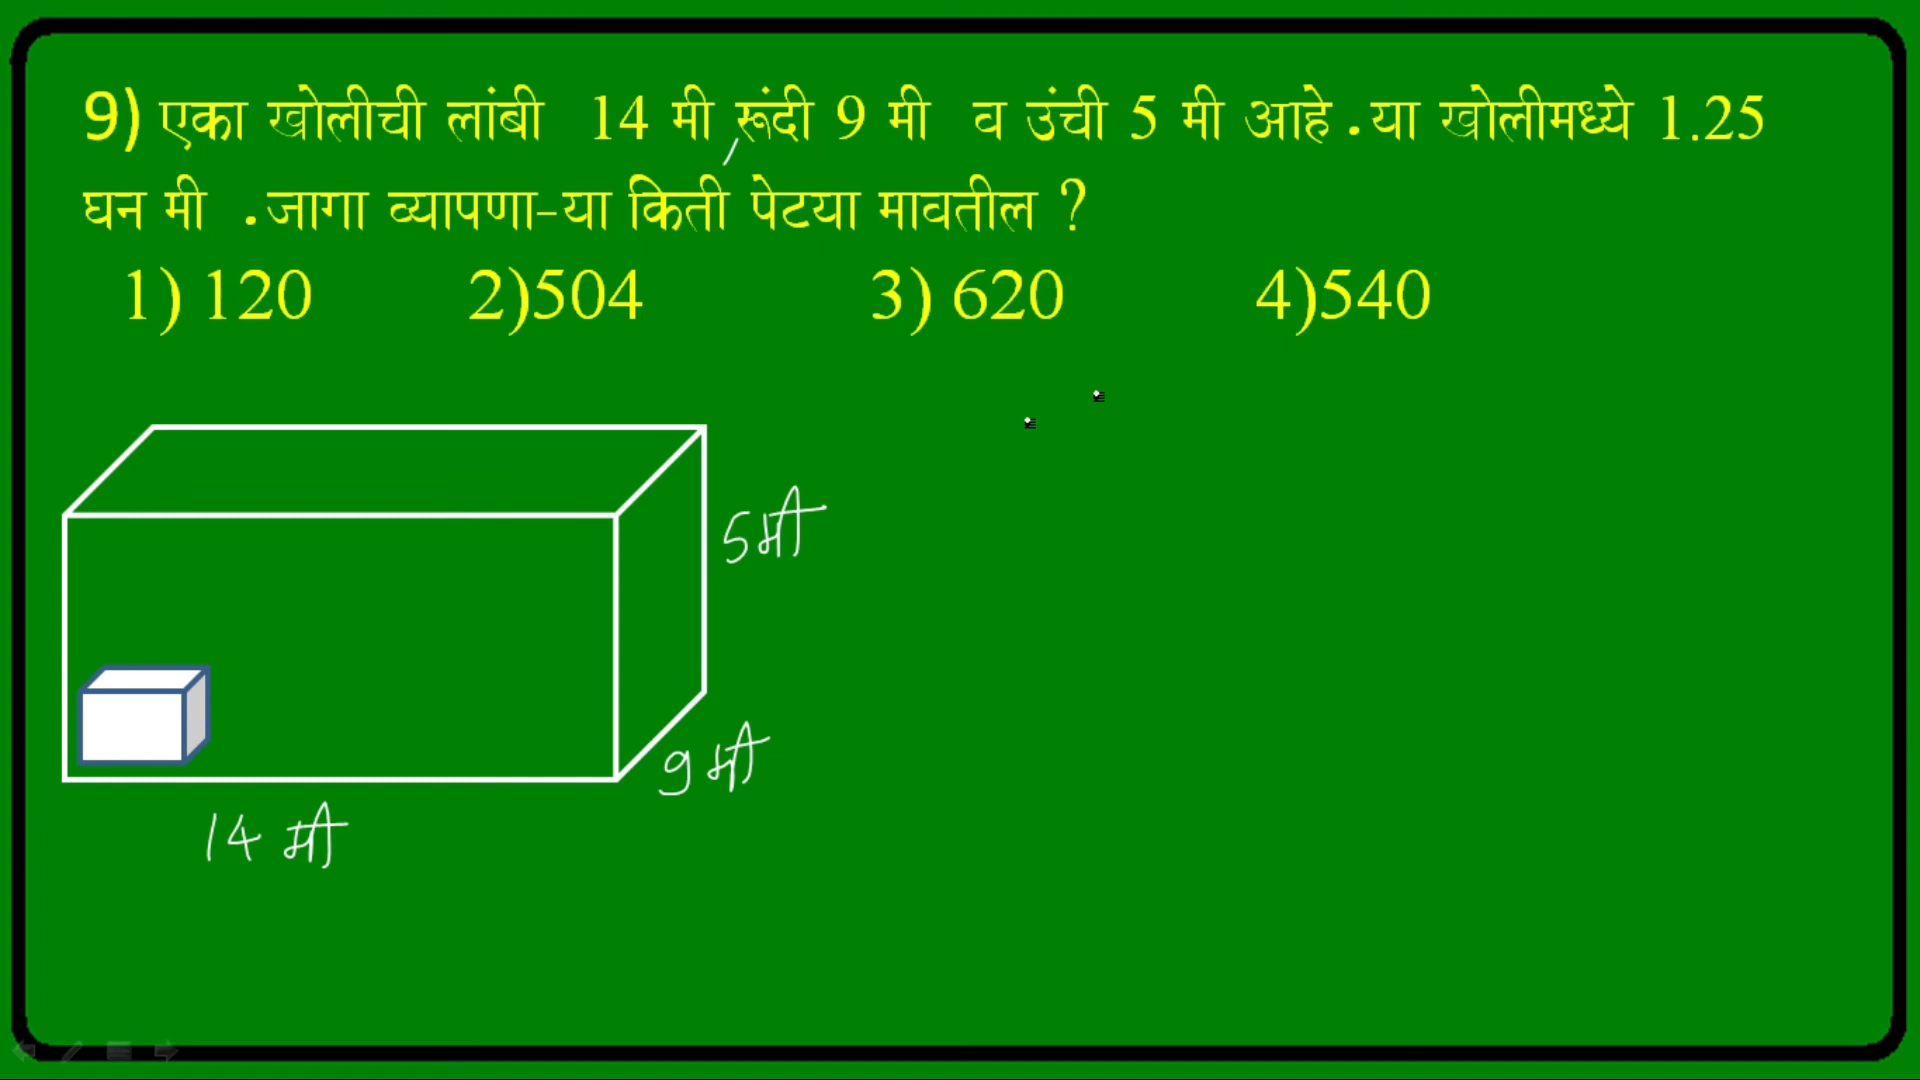 9) एका खोलीची लांबी 14 मी ,रूंदी 9 मी व उंची 5 मी आहे . या खोलीमध्ये 1.25
घन मी . जागा व्यापणा-या किती पेटया मावतील ?
1) 120 2)504 3) 620 4)540
5मी
9मी
14 मी